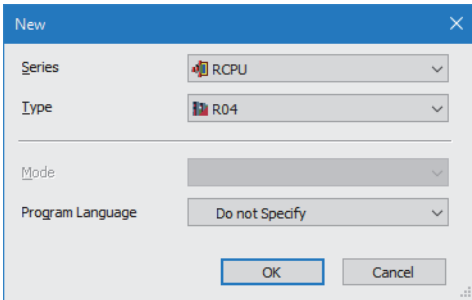 New
Series RCPU
Type R04
Mode
Program Language Do not Specify
OK Cancel